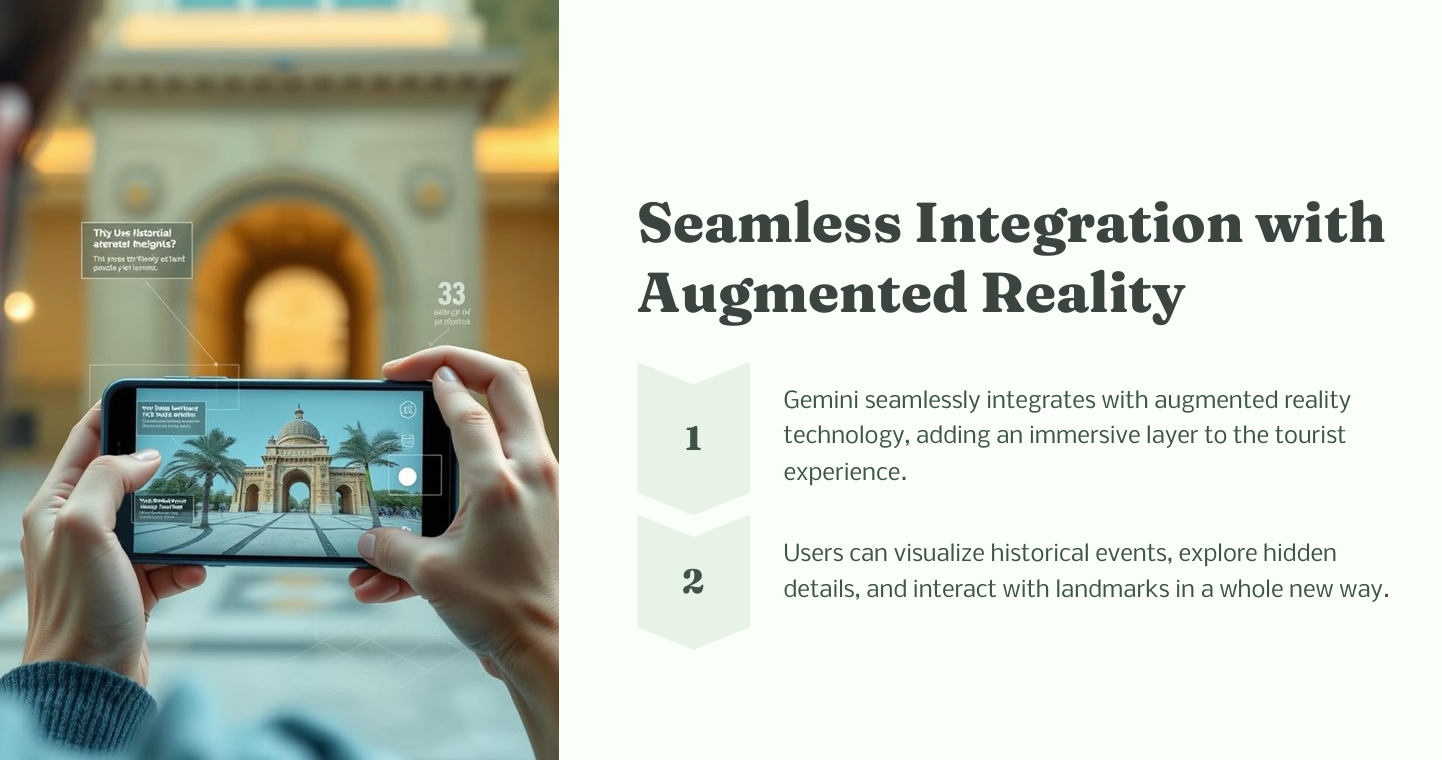 Seamless Integration with
Augmented Reality
1
Gemini seamlessly integrates with augmented reality
technology, adding an immersive layer to the tourist
experience.
2
Users can visualize historical events, explore hidden
details, and interact with landmarks in a whole new way.
33